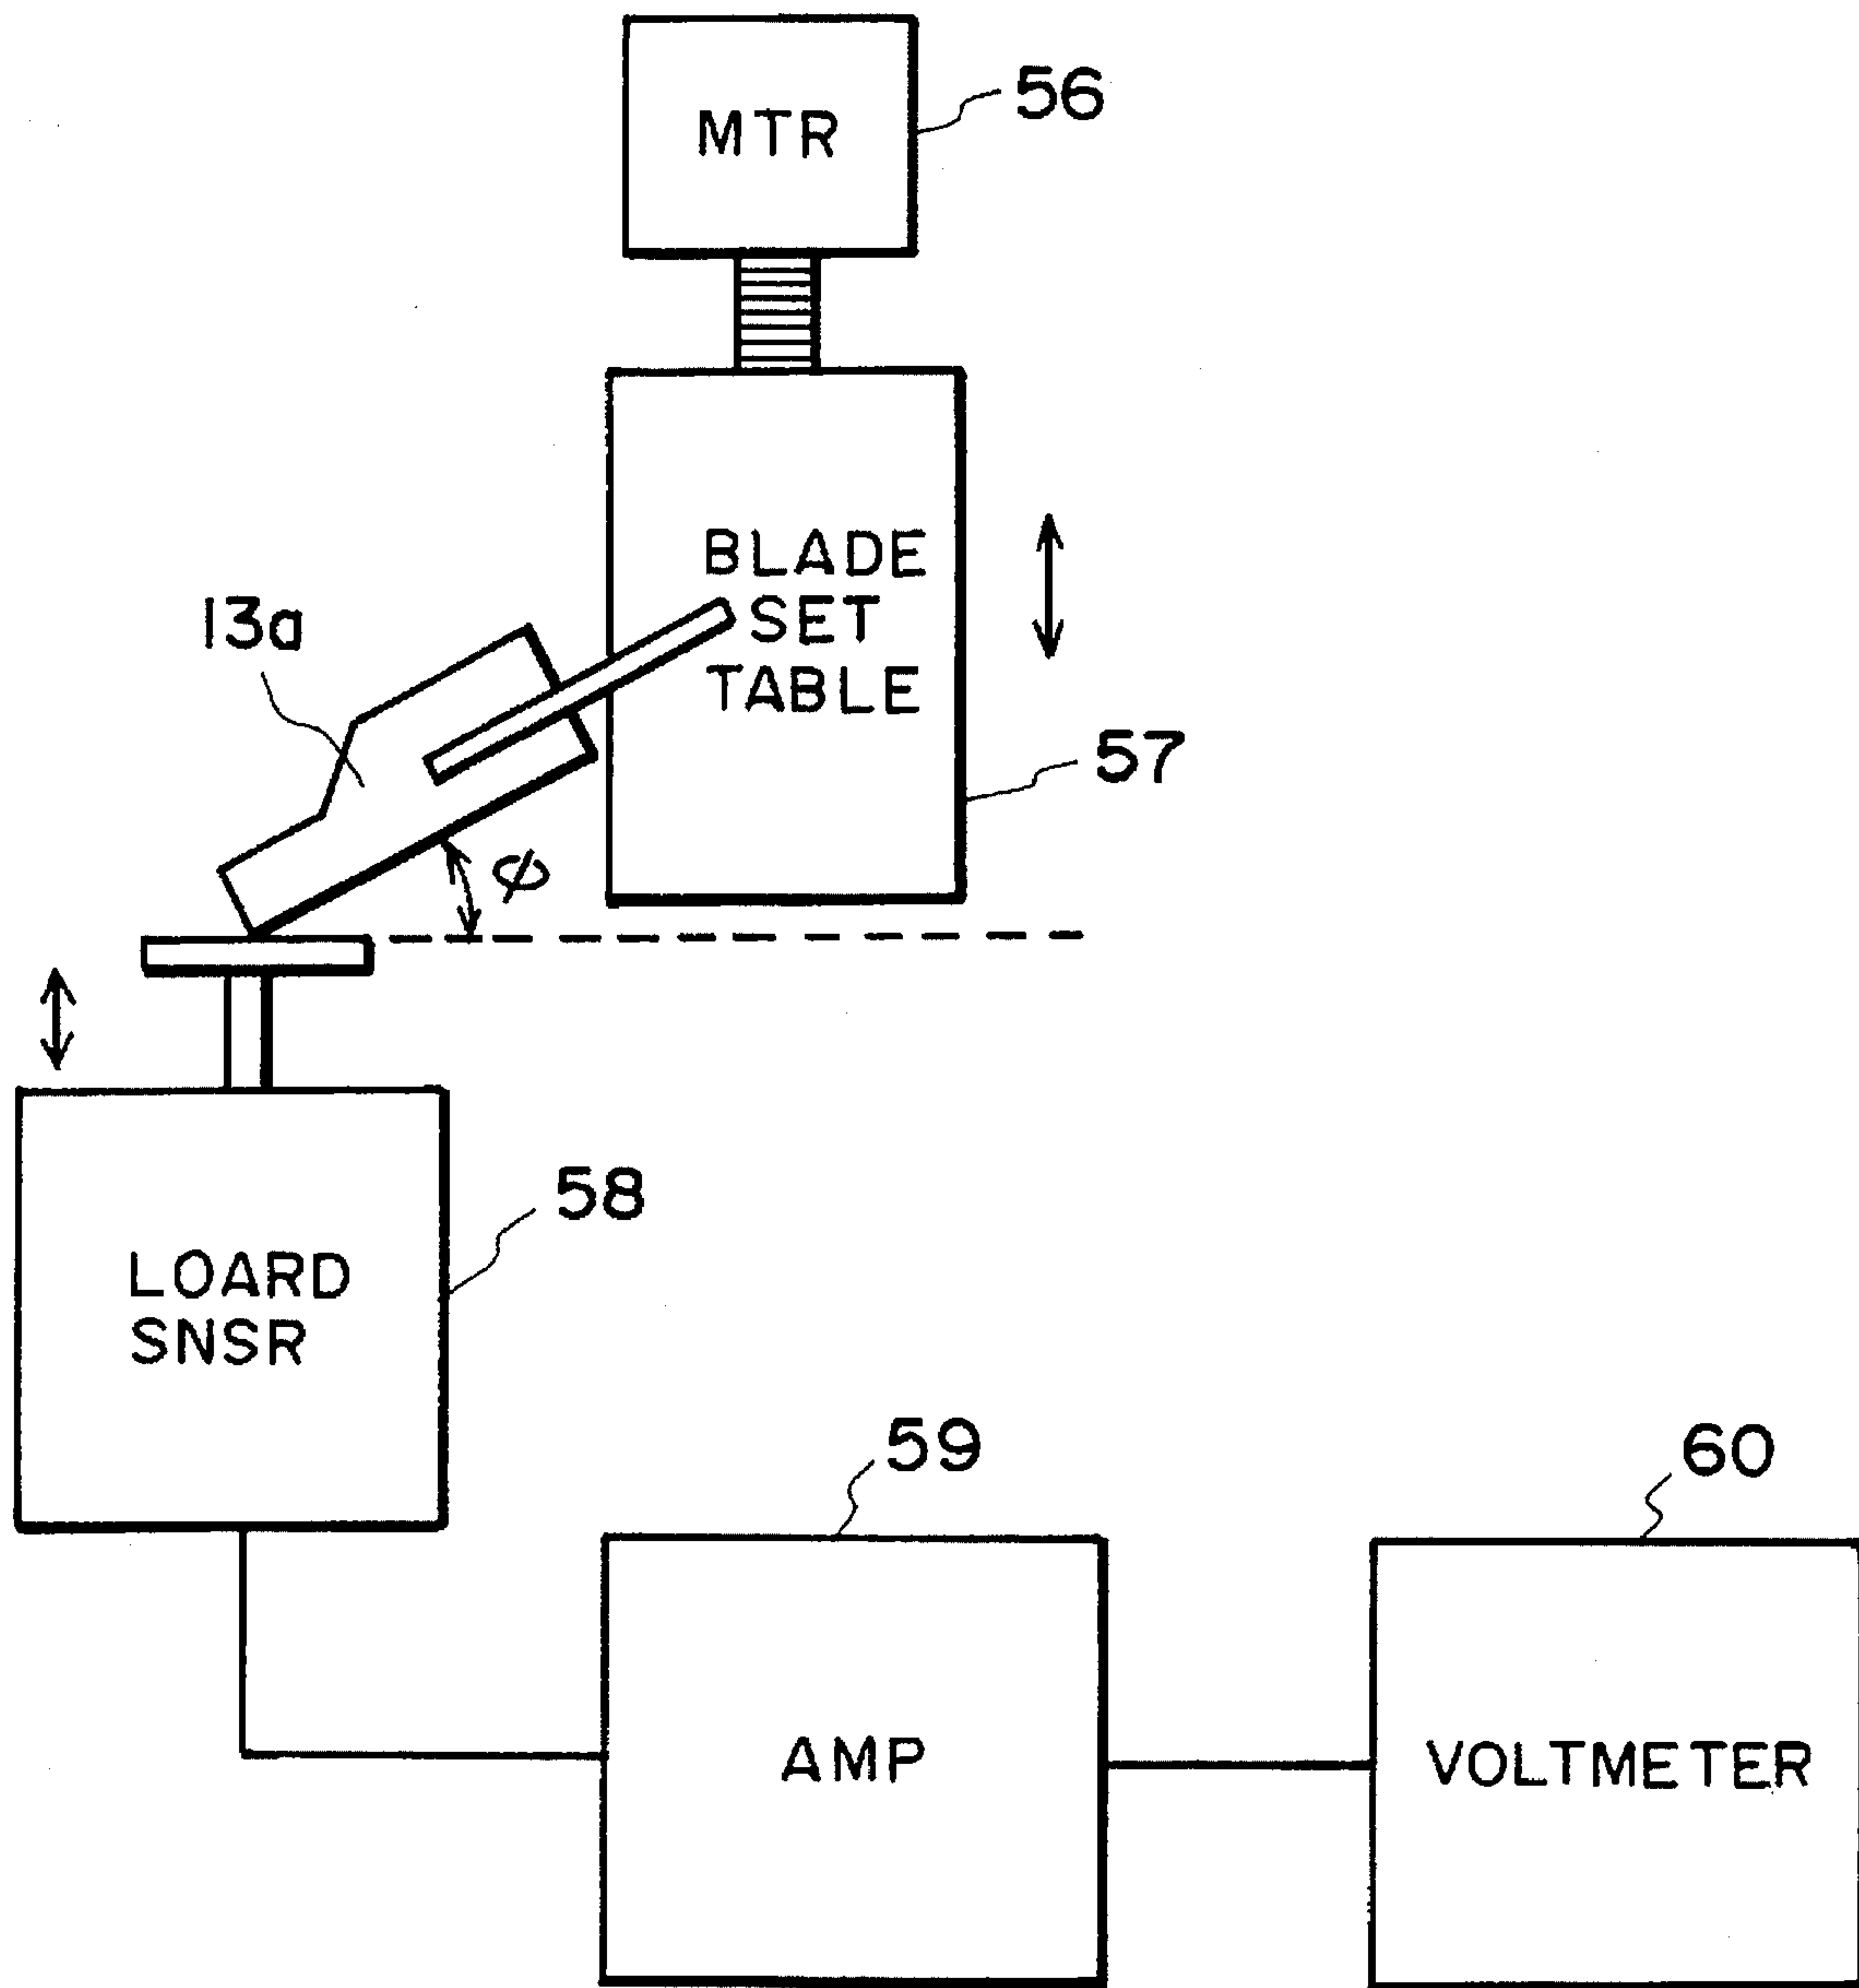 MTR
56
BLADE
SET
TABLE
13a
57
φ
58
LOARD
SNSR
59
60
AMP
VOLTMETER